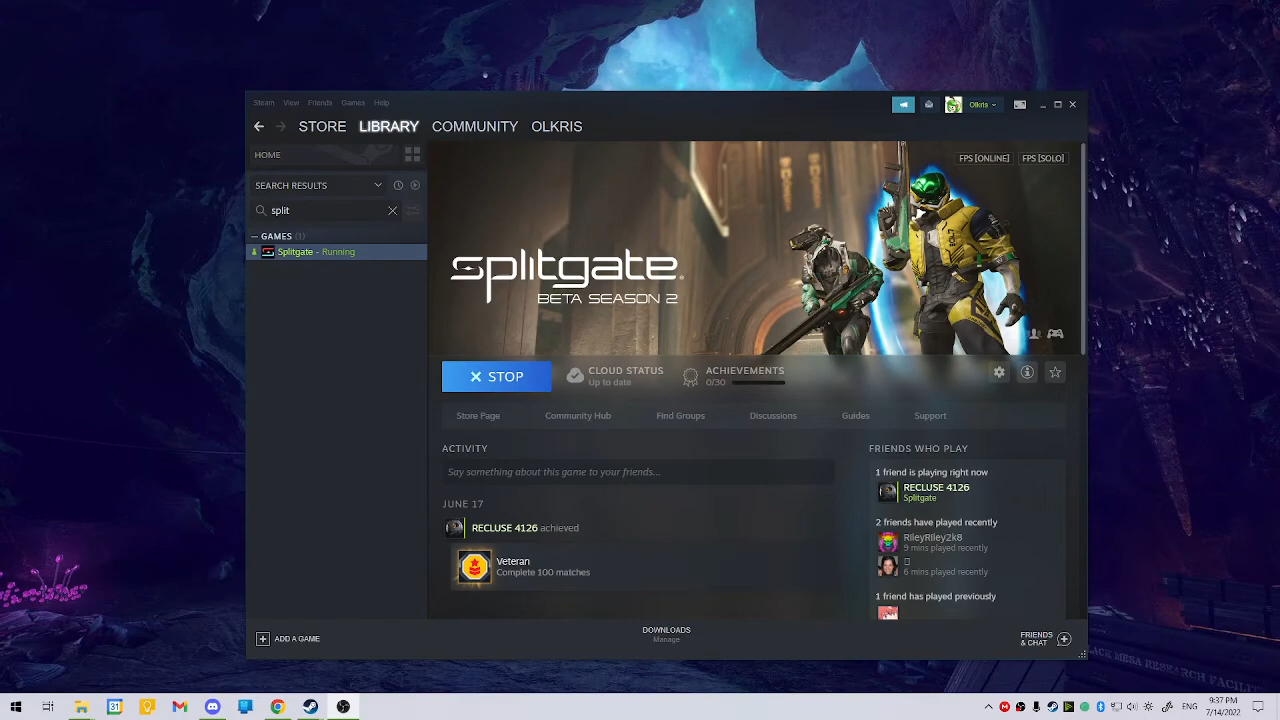 Steam View Friends Games Help
Olkris
STORE LIBRARY COMMUNITY OLKRIS
HOME
FPS [ONLINE] FPS [SOLO]
SEARCH RESULTS
split
GAMES (1)
Splitgate - Running
splitgate
BETA SEASON 2
STOP
CLOUD STATUS
Up to date
ACHIEVEMENTS
0/30
Store Page Community Hub Find Groups Discussions Guides Support
ACTIVITY
Say something about this game to your friends...
JUNE 17
RECLUSE 4126 achieved
Veteran
Complete 100 matches
FRIENDS WHO PLAY
1 friend is playing right now
RECLUSE 4126
Splitgate
2 friends have played recently
RileyRiley2k8
9 mins played recently
6 mins played recently
1 friend has played previously
ADD A GAME
DOWNLOADS
Manage
FRIENDS
& CHAT
BLACK MESA RESEARCH FACILIT
31
ENG
9:37 PM
7/14/2022